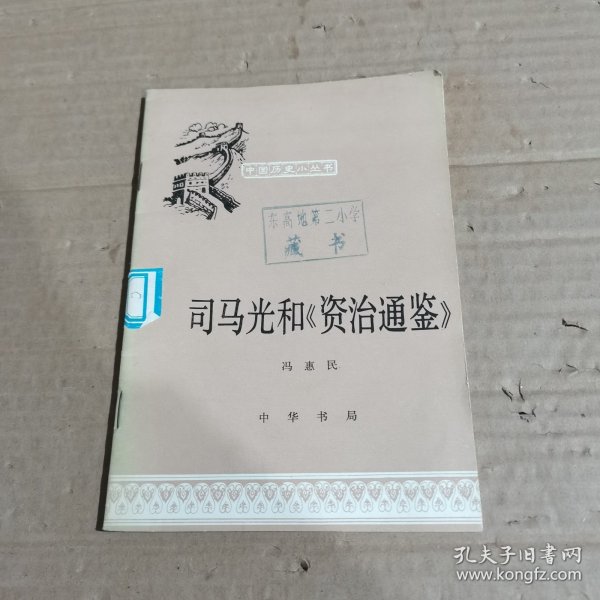 中国历史小丛书
东高地第二小学
藏书
司马光和《资治通鉴》
冯惠民
中华书局
孔夫子旧书网
www.kongfz.com